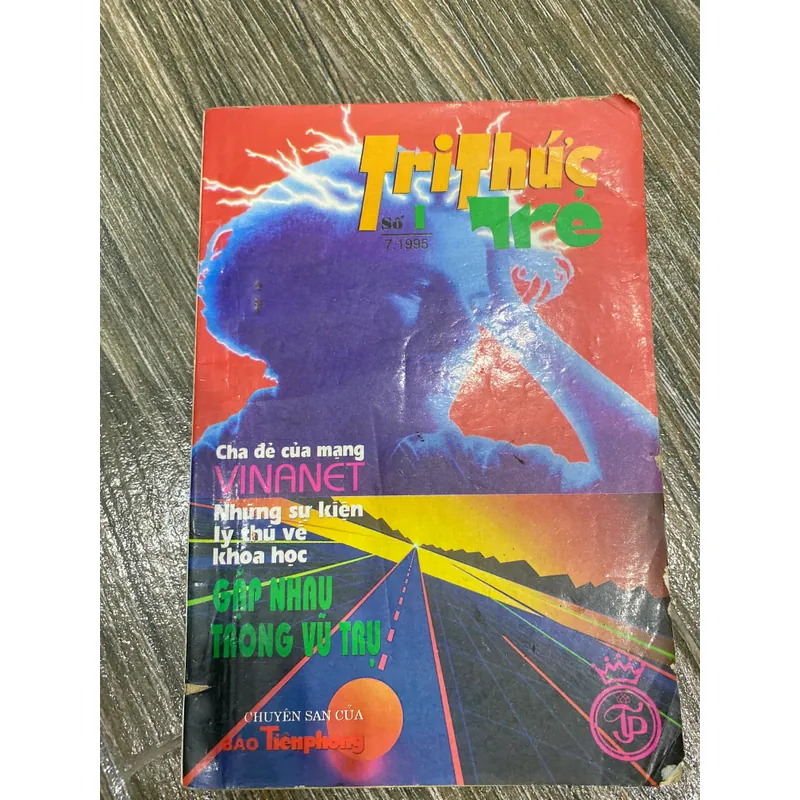 Tri Thức
Trẻ
Số 1
7.1995
Cha đẻ của mạng
VINANET
Những sự kiện
lý thú về
khoa học
GẶP NHAU
TRONG VŨ TRỤ
CHUYÊN SAN CỦA
BÁO Tiền phong
TP